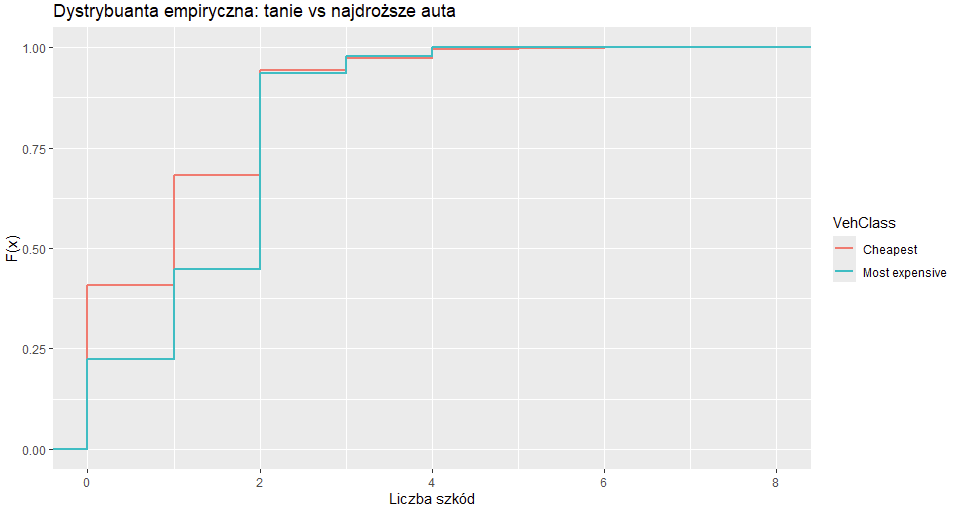 Dystrybuanta empiryczna: tanie vs najdroższe auta
F(x)
1.00
0.75
0.50
0.25
0.00
0 2 4 6 8
Liczba szkód
VehClass
Cheapest
Most expensive